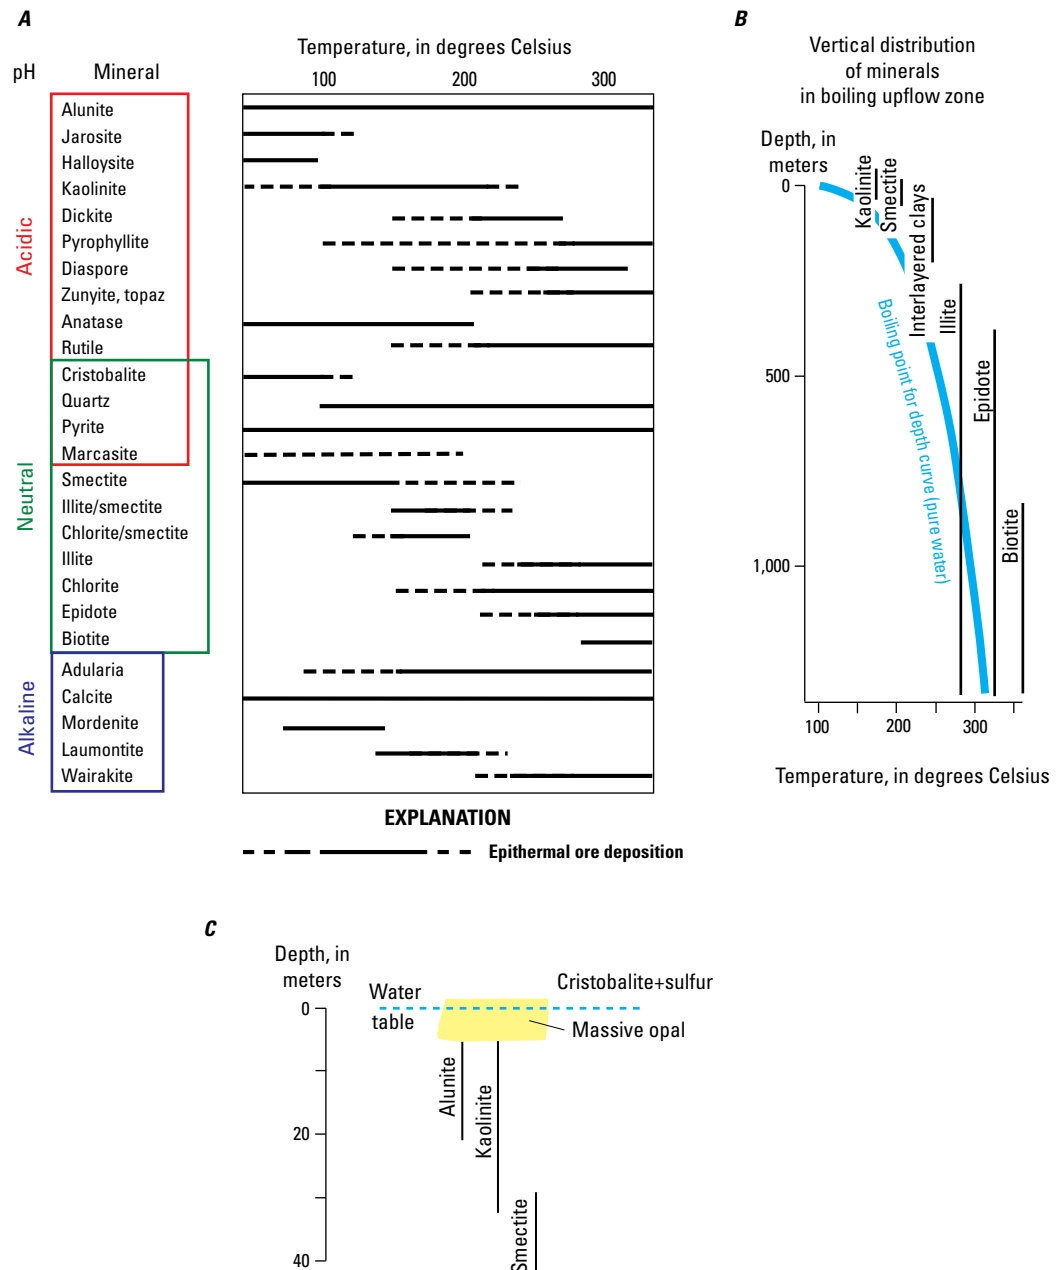 A
Temperature, in degrees Celsius
pH Mineral 100 200 300
Acidic
Neutral
Alkaline
Alunite
Jarosite
Halloysite
Kaolinite
Dickite
Pyrophyllite
Diaspore
Zunyite, topaz
Anatase
Rutile
Cristobalite
Quartz
Pyrite
Marcasite
Smectite
Illite/smectite
Chlorite/smectite
Illite
Chlorite
Epidote
Biotite
Adularia
Calcite
Mordenite
Laumontite
Wairakite
EXPLANATION
Epithermal ore deposition
B
Vertical distribution
of minerals
in boiling upflow zone
Depth, in
meters
0
500
1,000
Kaolinite
Smectite
Interlayered clays
Illite
Epidote
Biotite
Boiling point for depth curve (pure water)
100 200 300
Temperature, in degrees Celsius
C
Depth, in
meters
0
20
40
Water
table
Cristobalite+sulfur
Massive opal
Alunite
Kaolinite
Smectite